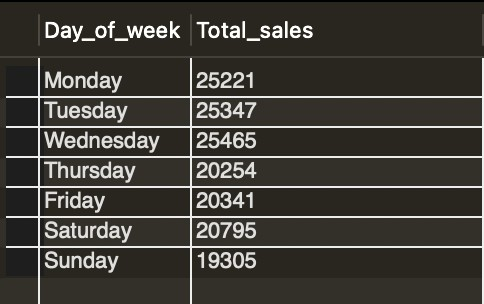 Day_of_week Total_sales
Monday 25221
Tuesday 25347
Wednesday 25465
Thursday 20254
Friday 20341
Saturday 20795
Sunday 19305